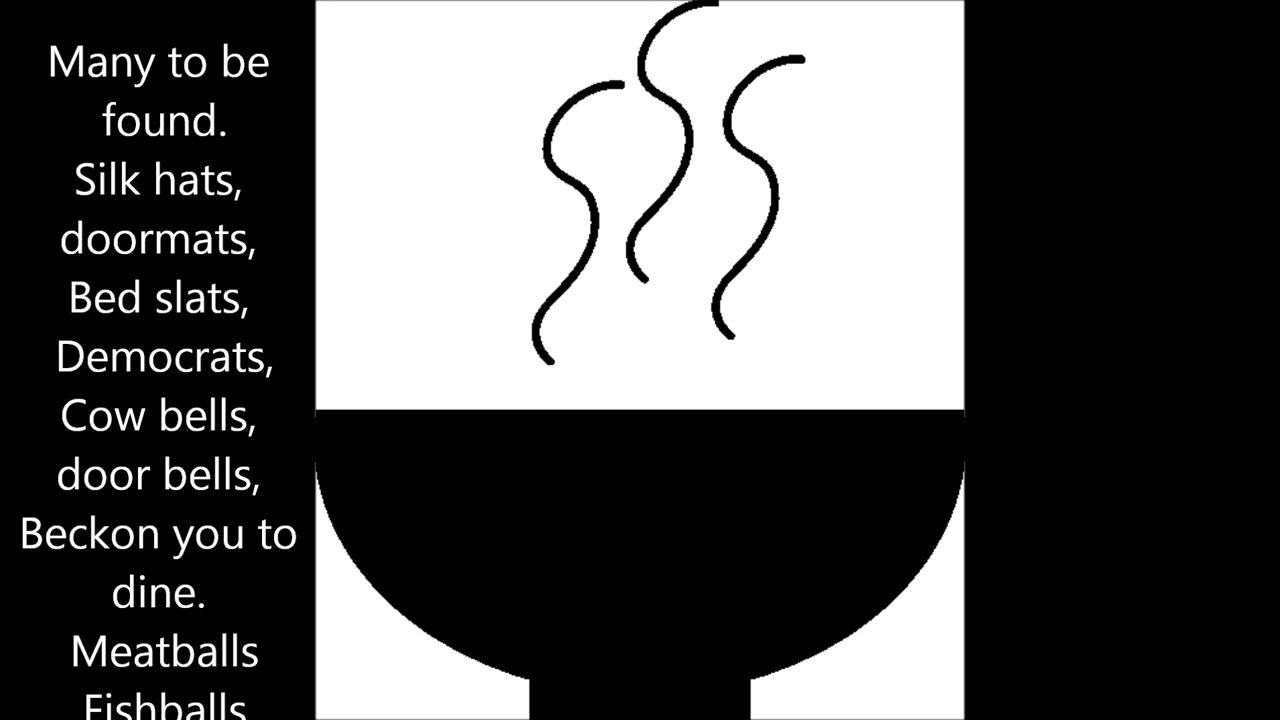 Many to be
found.
Silk hats,
doormats,
Bed slats,
Democrats,
Cow bells,
door bells,
Beckon you to
dine.
Meatballs
Fishballs